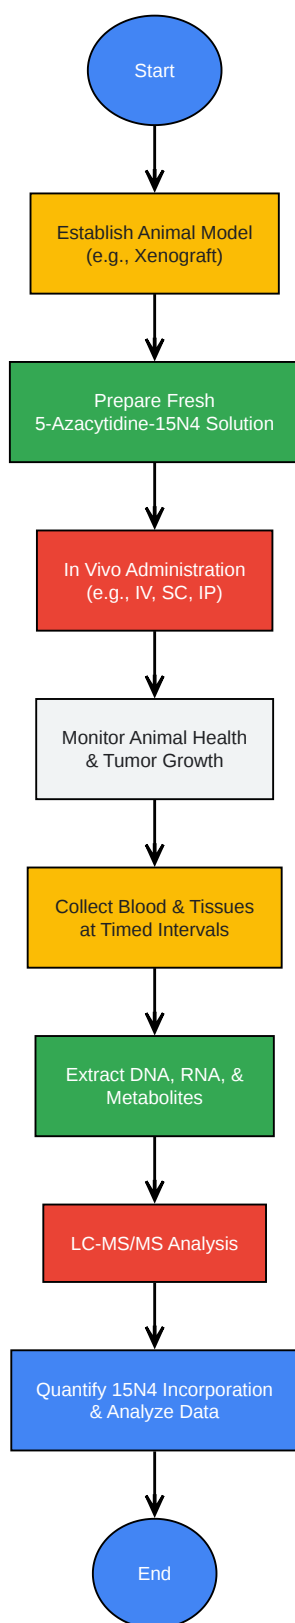 Start
Establish Animal Model
(e.g., Xenograft)
Prepare Fresh
5-Azacytidine-15N4 Solution
In Vivo Administration
(e.g., IV, SC, IP)
Monitor Animal Health
& Tumor Growth
Collect Blood & Tissues
at Timed Intervals
Extract DNA, RNA, &
Metabolites
LC-MS/MS Analysis
Quantify 15N4 Incorporation
& Analyze Data
End